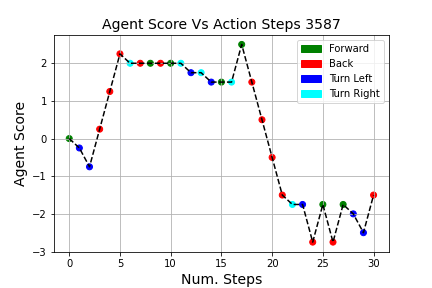 Agent Score Vs Action Steps 3587
Forward
Back
Turn Left
Turn Right
Agent Score
2
1
0
−1
−2
−3
0 5 10 15 20 25 30
Num. Steps